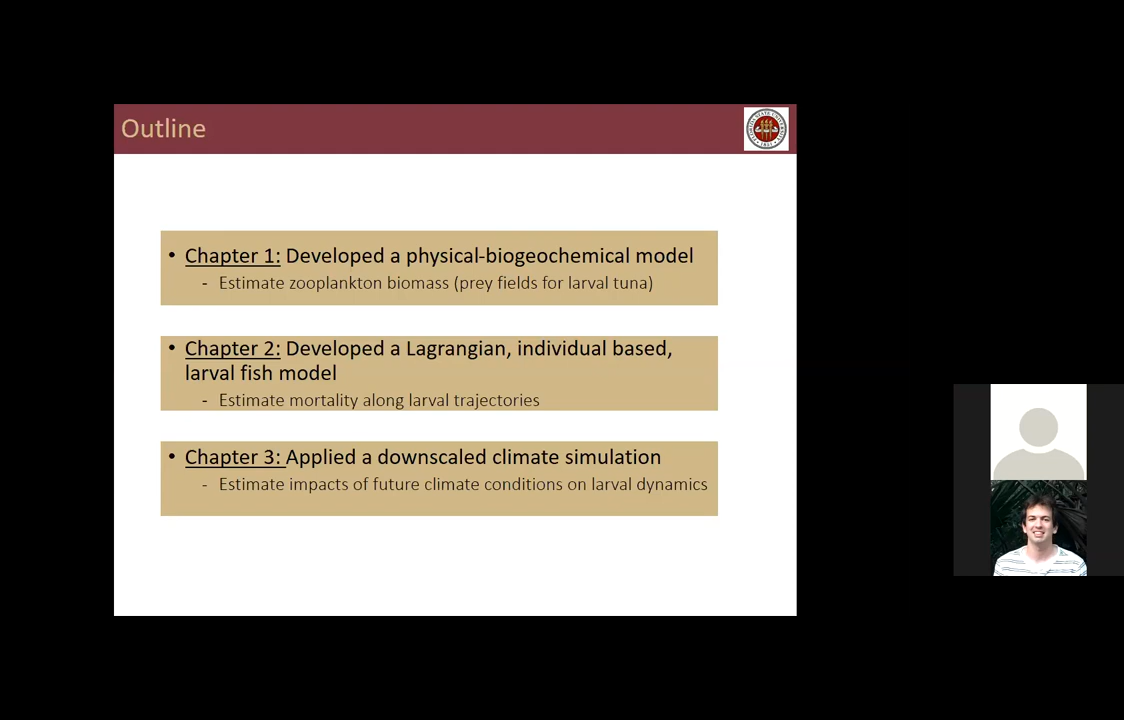 Outline
• Chapter 1: Developed a physical-biogeochemical model
- Estimate zooplankton biomass (prey fields for larval tuna)
• Chapter 2: Developed a Lagrangian, individual based,
larval fish model
- Estimate mortality along larval trajectories
• Chapter 3: Applied a downscaled climate simulation
- Estimate impacts of future climate conditions on larval dynamics